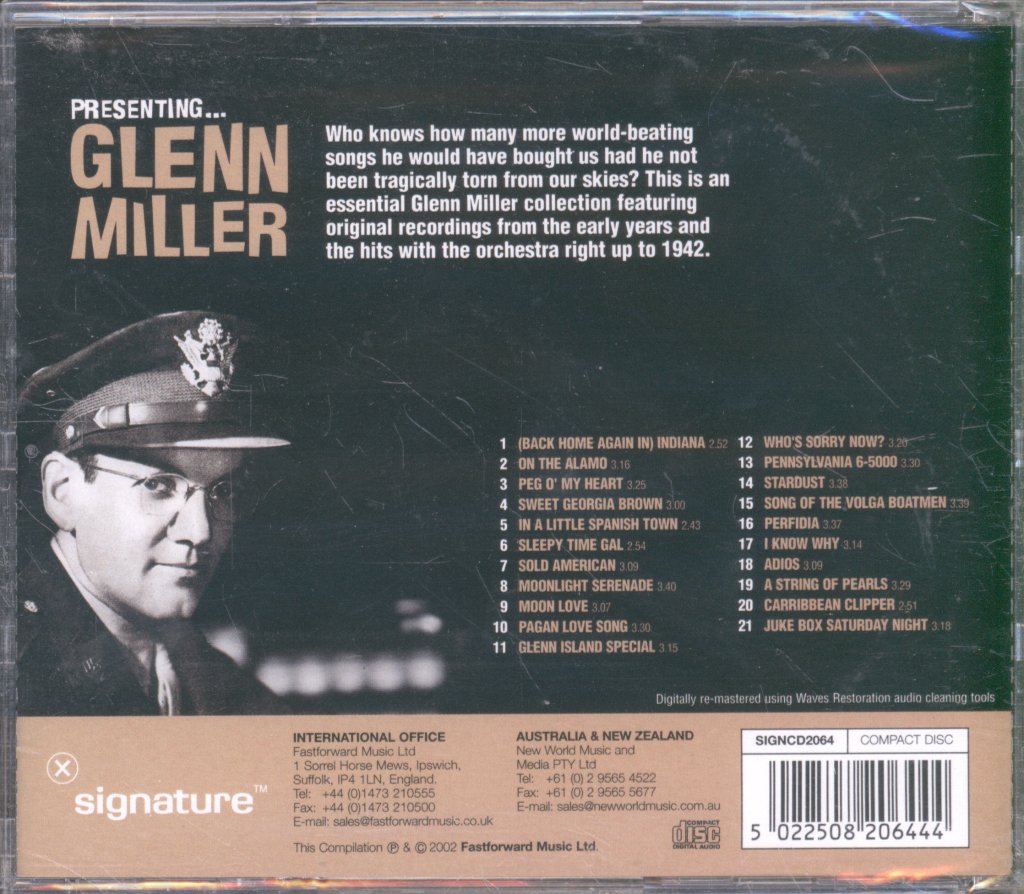 PRESENTING...
GLENN
MILLER
Who knows how many more world-beating
songs he would have bought us had he not
been tragically torn from our skies? This is an
essential Glenn Miller collection featuring
original recordings from the early years and
the hits with the orchestra right up to 1942.
1 (BACK HOME AGAIN IN) INDIANA 2.52
2 ON THE ALAMO 3.16
3 PEG O' MY HEART 3.25
4 SWEET GEORGIA BROWN 3.00
5 IN A LITTLE SPANISH TOWN 2.43
6 SLEEPY TIME GAL 2.54
7 SOLD AMERICAN 3.09
8 MOONLIGHT SERENADE 3.40
9 MOON LOVE 3.07
10 PAGAN LOVE SONG 3.30
11 GLENN ISLAND SPECIAL 3.15
12 WHO'S SORRY NOW? 3.20
13 PENNSYLVANIA 6-5000 3.30
14 STARDUST 3.38
15 SONG OF THE VOLGA BOATMEN 3.39
16 PERFIDIA 3.37
17 I KNOW WHY 3.14
18 ADIOS 3.09
19 A STRING OF PEARLS 3.29
20 CARRIBBEAN CLIPPER 2.51
21 JUKE BOX SATURDAY NIGHT 3.18
Digitally re-mastered using Waves Restoration audio cleaning tools
signature™
INTERNATIONAL OFFICE
Fastforward Music Ltd
1 Sorrel Horse Mews, Ipswich,
Suffolk, IP4 1LN, England.
Tel: +44 (0)1473 210555
Fax: +44 (0)1473 210500
E-mail: sales@fastforwardmusic.co.uk
AUSTRALIA & NEW ZEALAND
New World Music and
Media PTY Ltd
Tel: +61 (0) 2 9565 4522
Fax: +61 (0) 2 9565 5677
E-mail: sales@newworldmusic.com.au
This Compilation ℗ & © 2002 Fastforward Music Ltd.
COMPACT
disc
DIGITAL AUDIO
SIGNCD2064 COMPACT DISC
5 022508 206444